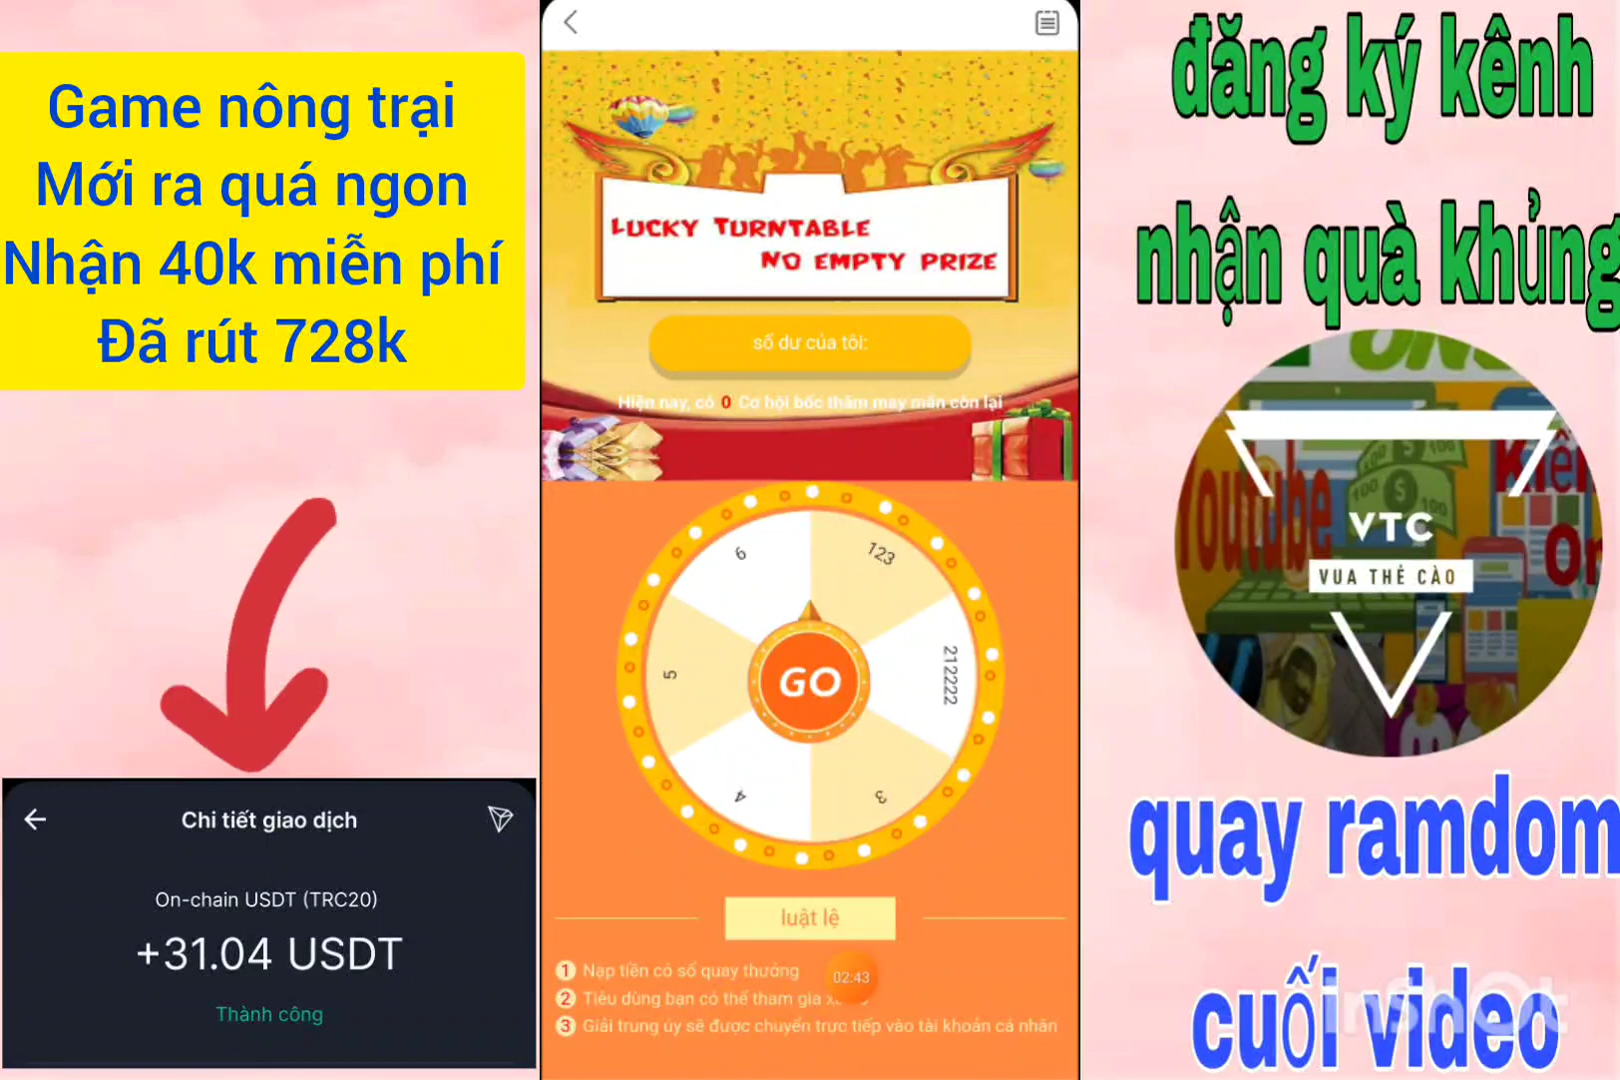 Game nông trại
Mới ra quá ngon
Nhận 40k miễn phí
Đã rút 728k
Chi tiết giao dịch
On-chain USDT (TRC20)
+31.04 USDT
Thành công
LUCKY TURNTABLE
NO EMPTY PRIZE
số dư của tôi:
Hiện nay, có 0 Cơ hội bốc thăm may mắn còn lại
6
123
5
212222
4
3
GO
luật lệ
1 Nạp tiền có số quay thưởng
02:43
2 Tiêu dùng bạn có thể tham gia
3 Giải trung úy sẽ được chuyển trực tiếp vào tài khoản cá nhân
đăng ký kênh
nhận quà khủng
Youtube
VTC
VUA THẺ CÀO
quay ramdom
cuối video
inshot